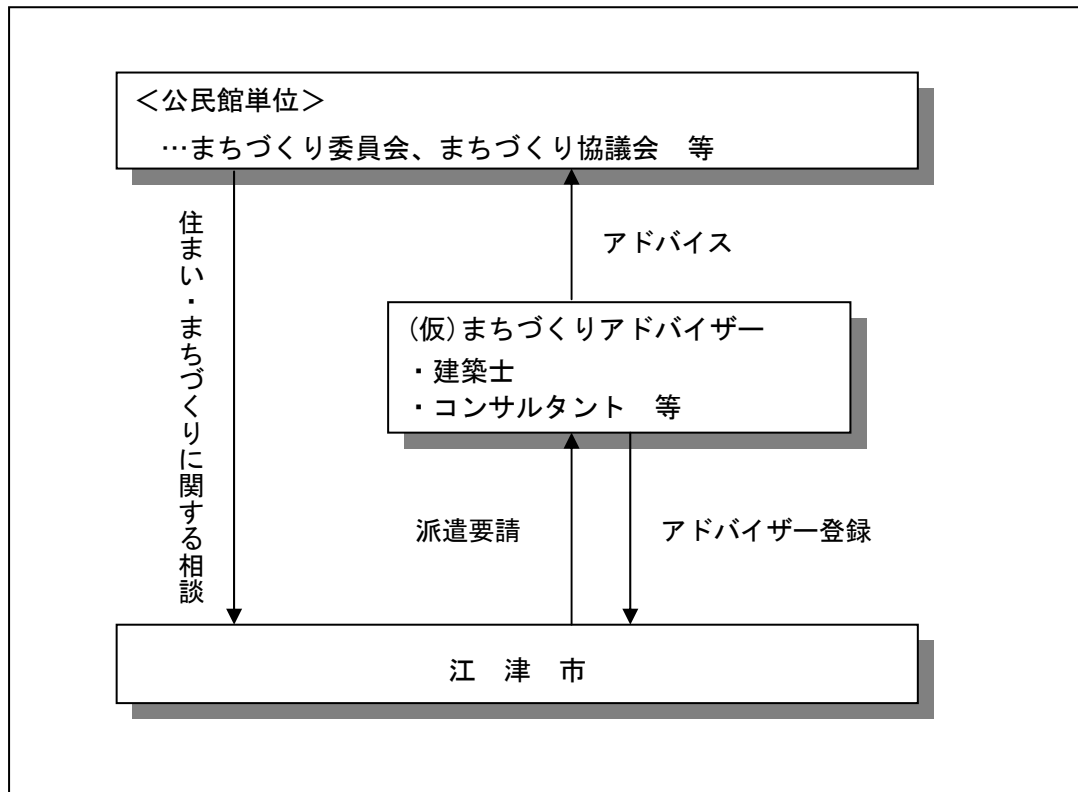 ＜公民館単位＞
…まちづくり委員会、まちづくり協議会　等
住まい・まちづくりに関する相談
アドバイス
(仮)まちづくりアドバイザー
・建築士
・コンサルタント　等
派遣要請
アドバイザー登録
江　津　市